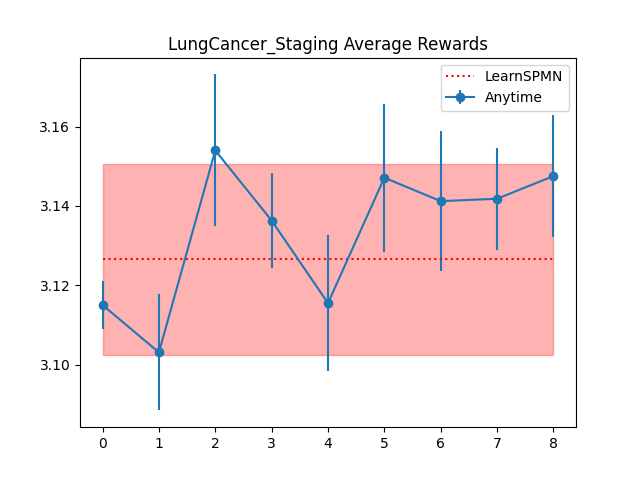 LungCancer_Staging Average Rewards
LearnSPMN
Anytime
3.16
3.14
3.12
3.10
0 1 2 3 4 5 6 7 8